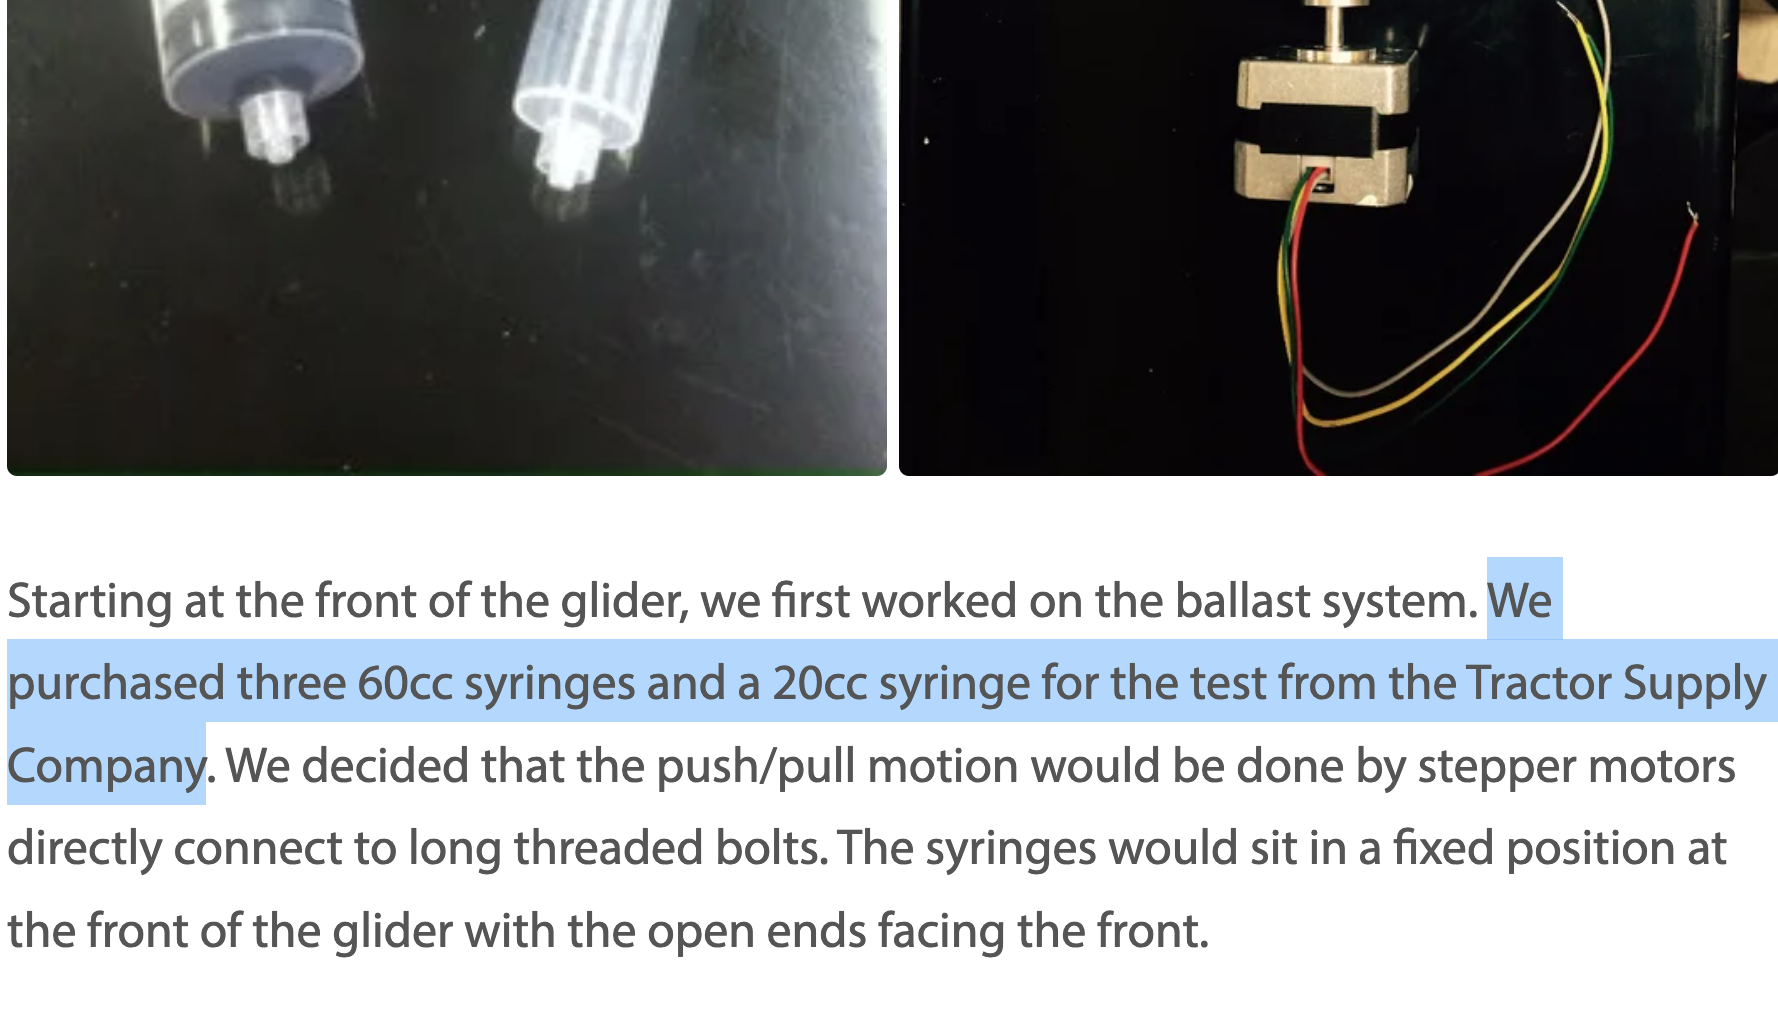 Starting at the front of the glider, we first worked on the ballast system. We
purchased three 60cc syringes and a 20cc syringe for the test from the Tractor Supply
Company. We decided that the push/pull motion would be done by stepper motors
directly connect to long threaded bolts. The syringes would sit in a fixed position at
the front of the glider with the open ends facing the front.